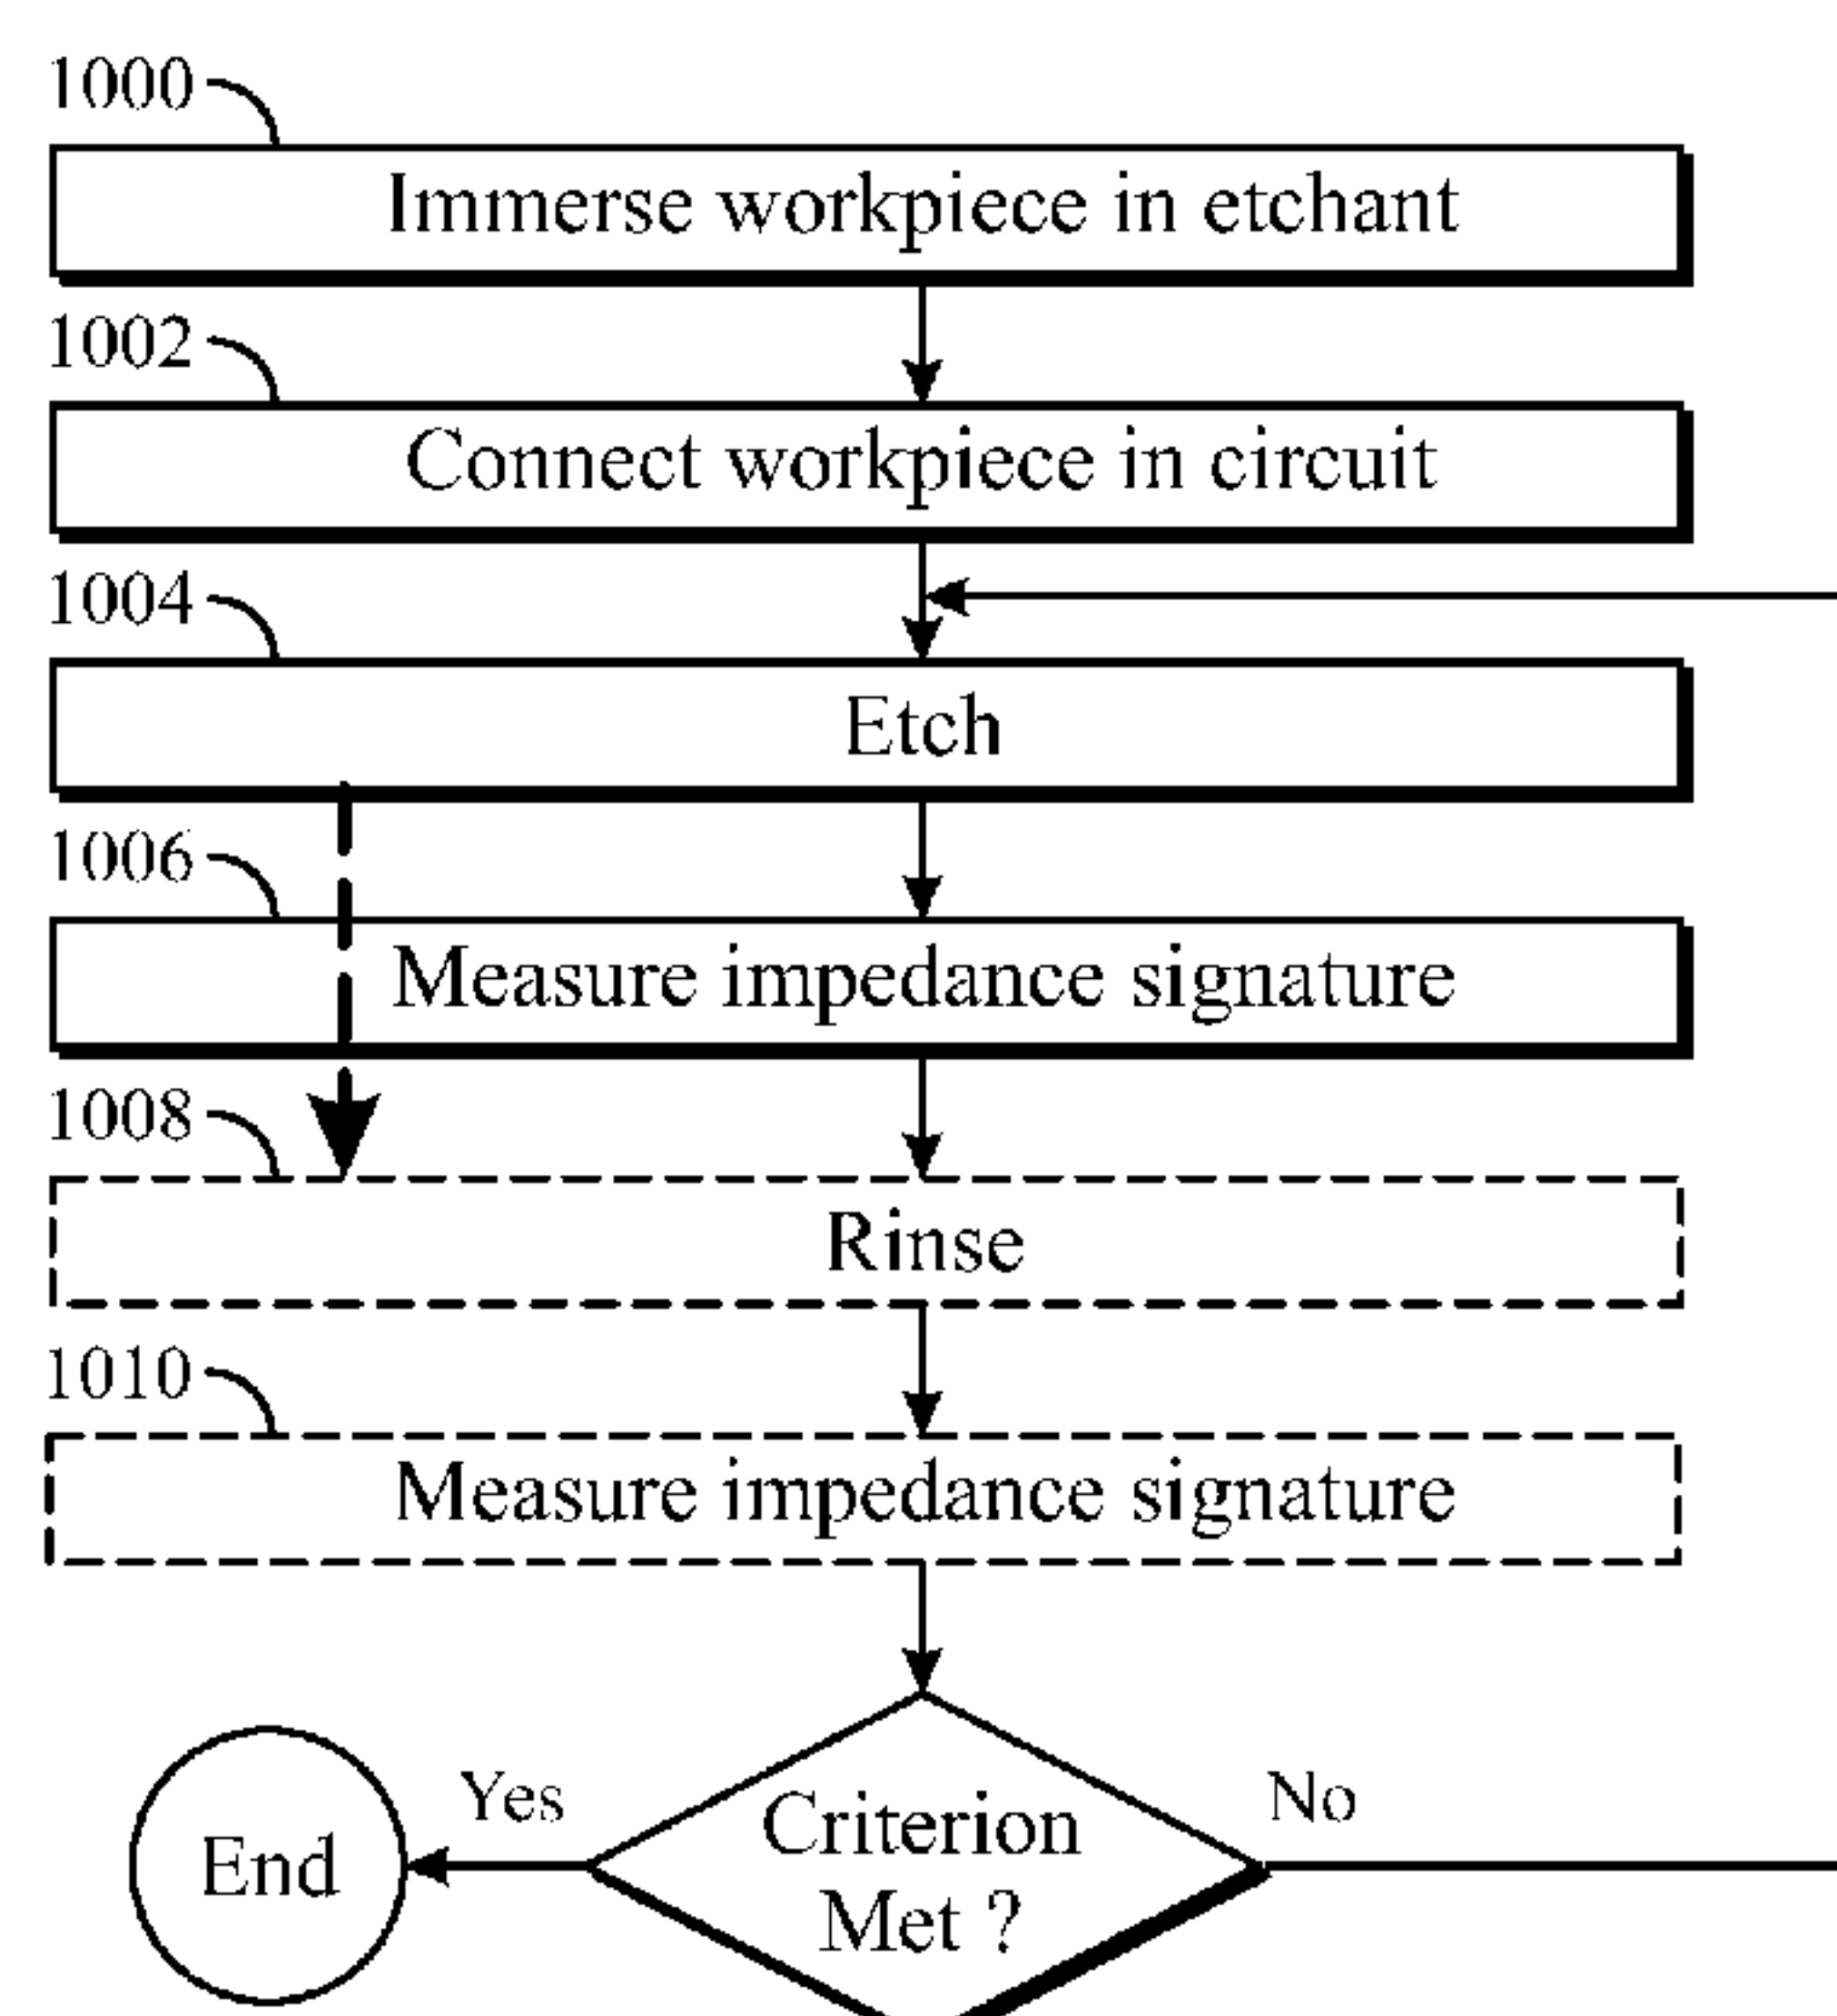 1000
Immerse workpiece in etchant
1002
Connect workpiece in circuit
1004
Etch
1006
Measure impedance signature
1008
Rinse
1010
Measure impedance signature
Yes
No
End
Criterion
Met ?